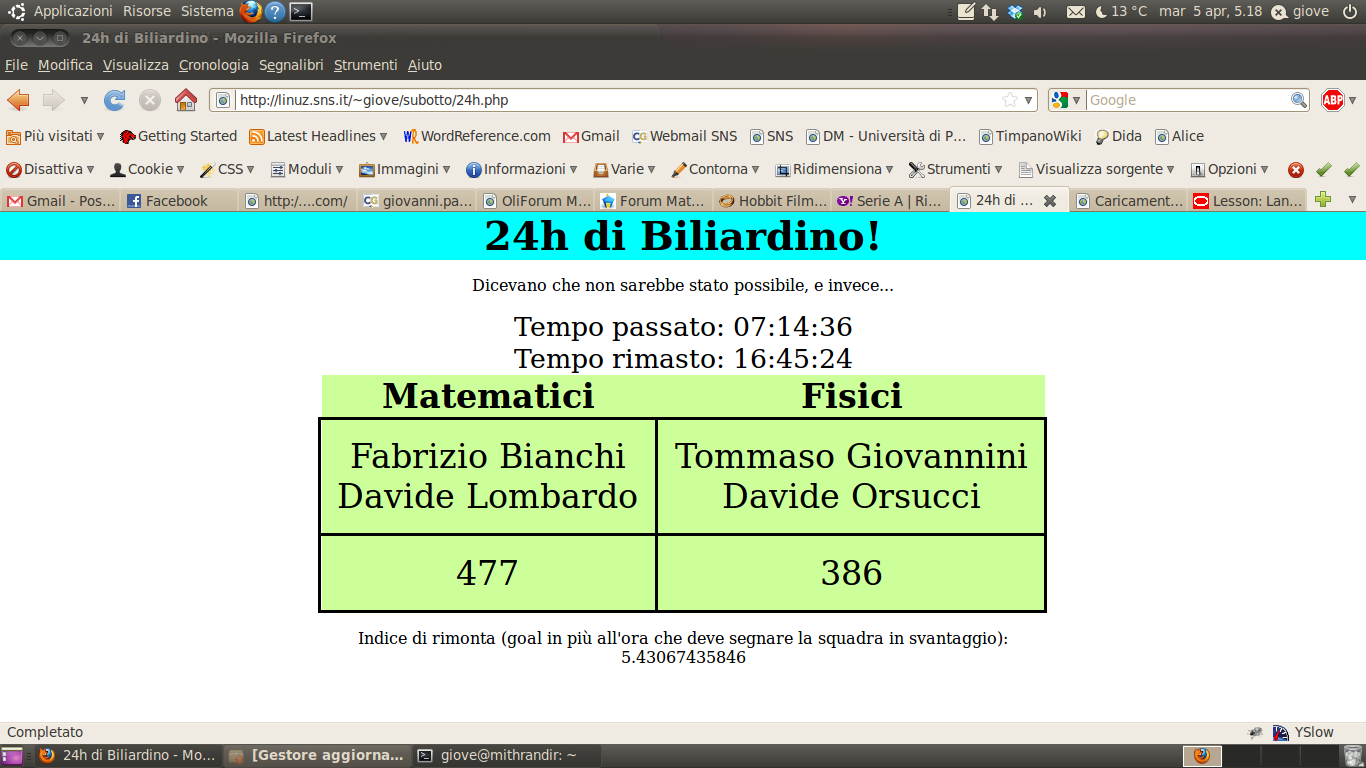 Applicazioni Risorse Sistema 13 °C mar 5 apr, 5.18 giove
24h di Biliardino - Mozilla Firefox
File Modifica Visualizza Cronologia Segnalibri Strumenti Aiuto
http://linuz.sns.it/~giove/subotto/24h.php Google ABP
Più visitati Getting Started Latest Headlines WordReference.com Gmail Webmail SNS SNS DM - Università di P... TimpanoWiki Dida Alice
Disattiva Cookie CSS Moduli Immagini Informazioni Varie Contorna Ridimensiona Strumenti Visualizza sorgente Opzioni
Gmail - Pos... Facebook http:/....com/ giovanni.pa... OliForum M... Forum Mat... Hobbit Film... Serie A | Ri... 24h di ... Caricament... Lesson: Lan...
24h di Biliardino!
Dicevano che non sarebbe stato possibile, e invece...
Tempo passato: 07:14:36
Tempo rimasto: 16:45:24
Matematici Fisici
Fabrizio Bianchi Tommaso Giovannini
Davide Lombardo Davide Orsucci
477 386
Indice di rimonta (goal in più all'ora che deve segnare la squadra in svantaggio):
5.43067435846
Completato YSlow
24h di Biliardino - Mo... [Gestore aggiorna... giove@mithrandir: ~